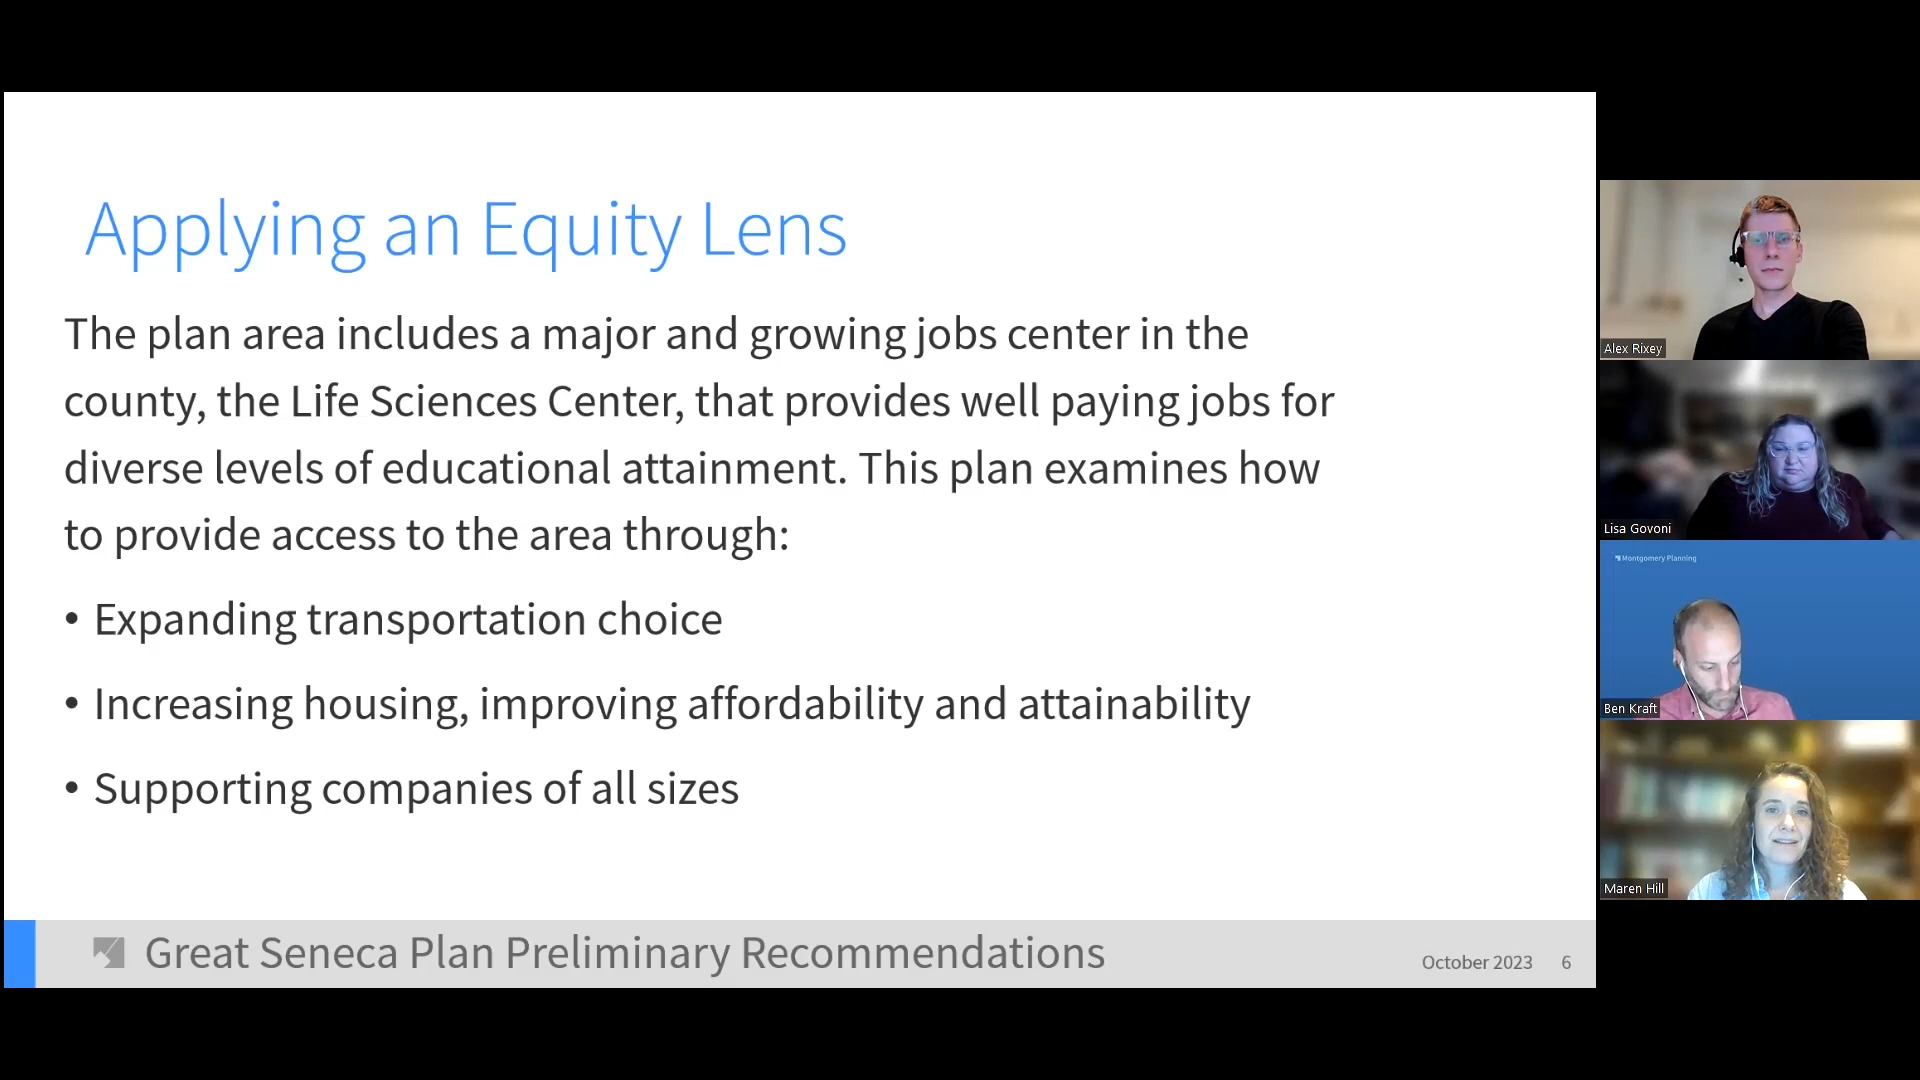 Applying an Equity Lens
The plan area includes a major and growing jobs center in the
county, the Life Sciences Center, that provides well paying jobs for
diverse levels of educational attainment. This plan examines how
to provide access to the area through:
• Expanding transportation choice
• Increasing housing, improving affordability and attainability
• Supporting companies of all sizes
Great Seneca Plan Preliminary Recommendations
October 2023 6
Alex Rixey
Lisa Govoni
Montgomery Planning
Ben Kraft
Maren Hill